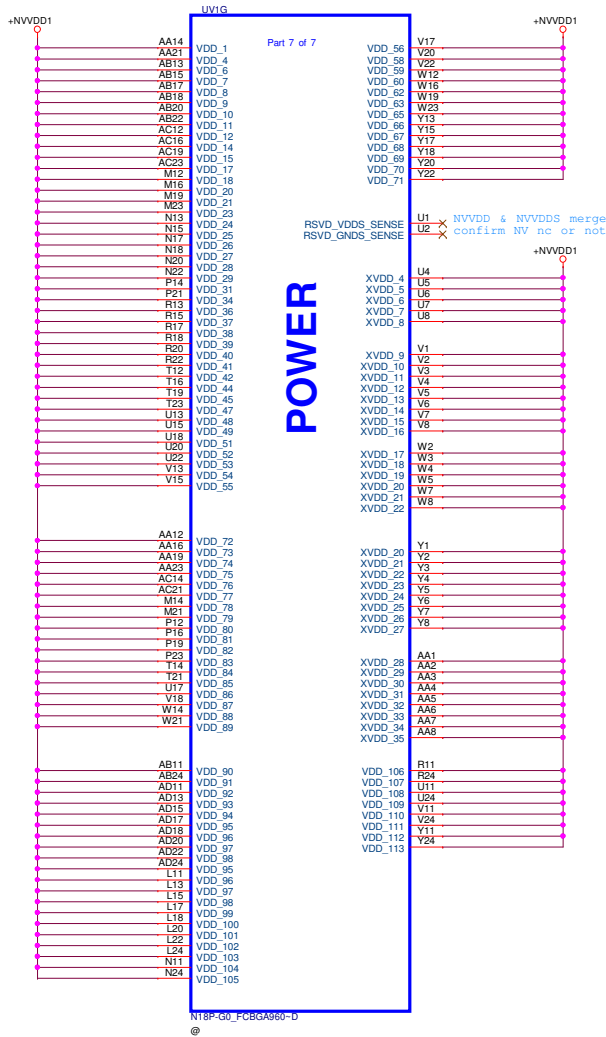 UV1G
+NVVDD1
Part 7 of 7
AA14 VDD_1
AA21 VDD_4
AB13 VDD_6
AB15 VDD_7
AB17 VDD_8
AB18 VDD_9
AB20 VDD_10
AB22 VDD_11
AC12 VDD_12
AC16 VDD_14
AC19 VDD_15
AC23 VDD_17
M12 VDD_18
M16 VDD_20
M19 VDD_21
M23 VDD_23
N13 VDD_24
N15 VDD_25
N17 VDD_26
N18 VDD_27
N20 VDD_28
N22 VDD_29
P14 VDD_31
P21 VDD_34
R13 VDD_36
R15 VDD_37
R17 VDD_38
R18 VDD_39
R20 VDD_40
R22 VDD_41
T12 VDD_42
T16 VDD_44
T19 VDD_45
T23 VDD_47
U13 VDD_48
U15 VDD_49
U18 VDD_51
U20 VDD_52
U22 VDD_53
V13 VDD_54
V15 VDD_55
AA12 VDD_72
AA16 VDD_73
AA19 VDD_74
AA23 VDD_75
AC14 VDD_76
AC21 VDD_77
M14 VDD_78
M21 VDD_79
P12 VDD_80
P16 VDD_81
P19 VDD_82
P23 VDD_83
T14 VDD_84
T21 VDD_85
U17 VDD_86
V18 VDD_87
W14 VDD_88
W21 VDD_89
AB11 VDD_90
AB24 VDD_91
AD11 VDD_92
AD13 VDD_93
AD15 VDD_94
AD17 VDD_95
AD18 VDD_96
AD20 VDD_97
AD22 VDD_98
AD24 VDD_95
L11 VDD_96
L13 VDD_97
L15 VDD_98
L17 VDD_99
L18 VDD_100
L20 VDD_101
L22 VDD_102
L24 VDD_103
N11 VDD_104
N24 VDD_105
POWER
+NVVDD1
VDD_56 V17
VDD_58 V20
VDD_59 V22
VDD_60 W12
VDD_62 W16
VDD_63 W19
VDD_65 W23
VDD_66 Y13
VDD_67 Y15
VDD_68 Y17
VDD_69 Y18
VDD_70 Y20
VDD_71 Y22
RSVD_VDDS_SENSE U1 NVVDD & NVVDDS merge
RSVD_GNDS_SENSE U2 confirm NV nc or not
+NVVDD1
XVDD_4 U4
XVDD_5 U5
XVDD_6 U6
XVDD_7 U7
XVDD_8 U8
XVDD_9 V1
XVDD_10 V2
XVDD_11 V3
XVDD_12 V4
XVDD_13 V5
XVDD_14 V6
XVDD_15 V7
XVDD_16 V8
XVDD_17 W2
XVDD_18 W3
XVDD_19 W4
XVDD_20 W5
XVDD_21 W7
XVDD_22 W8
XVDD_20 Y1
XVDD_21 Y2
XVDD_22 Y3
XVDD_23 Y4
XVDD_24 Y5
XVDD_25 Y6
XVDD_26 Y7
XVDD_27 Y8
XVDD_28 AA1
XVDD_29 AA2
XVDD_30 AA3
XVDD_31 AA4
XVDD_32 AA5
XVDD_33 AA6
XVDD_34 AA7
XVDD_35 AA8
VDD_106 R11
VDD_107 R24
VDD_108 U11
VDD_109 U24
VDD_110 V11
VDD_111 V24
VDD_112 Y11
VDD_113 Y24
N18P-G0_FCBGA960~D
@